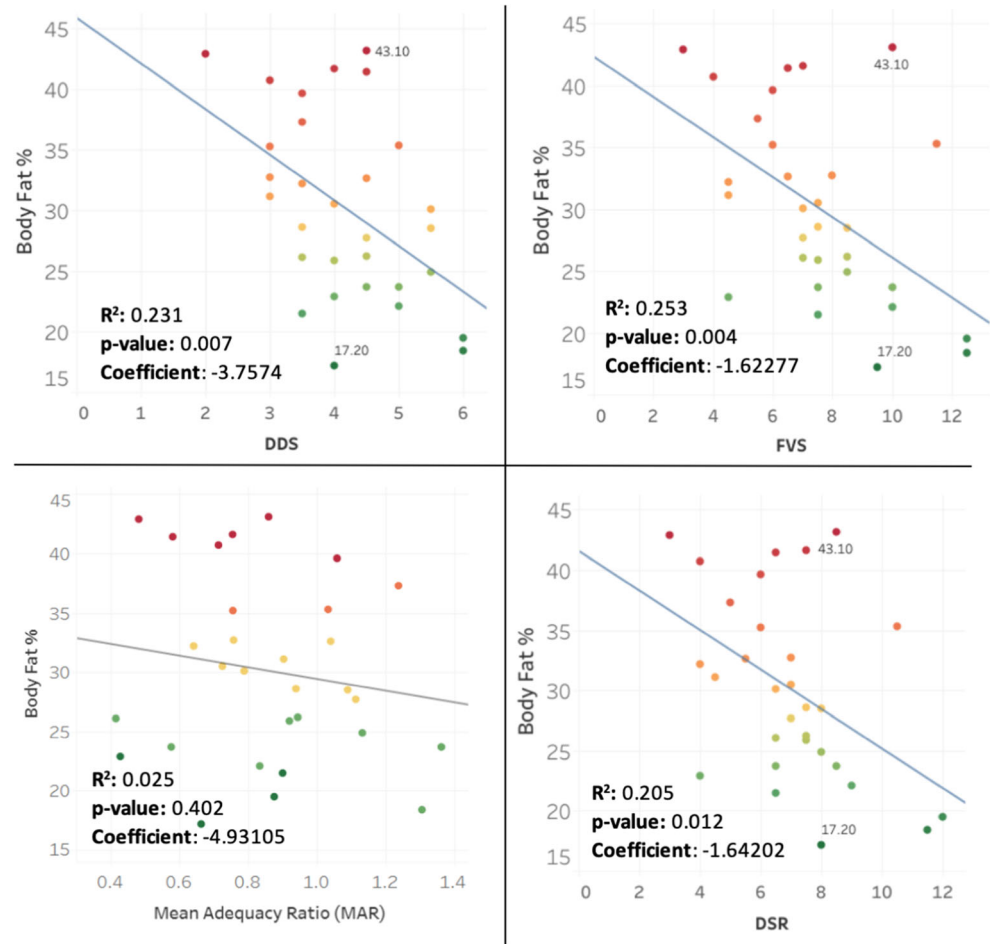 45
40
35
30
25
20
15
Body Fat %
43.10
17.20
R²: 0.231
p-value: 0.007
Coefficient: -3.7574
0 1 2 3 4 5 6
DDS
45
40
35
30
25
20
15
Body Fat %
43.10
17.20
R²: 0.253
p-value: 0.004
Coefficient: -1.62277
0 2 4 6 8 10 12
FVS
45
40
35
30
25
20
15
Body Fat %
R²: 0.025
p-value: 0.402
Coefficient: -4.93105
0.4 0.6 0.8 1.0 1.2 1.4
Mean Adequacy Ratio (MAR)
45
40
35
30
25
20
15
Body Fat %
43.10
17.20
R²: 0.205
p-value: 0.012
Coefficient: -1.64202
0 2 4 6 8 10 12
DSR